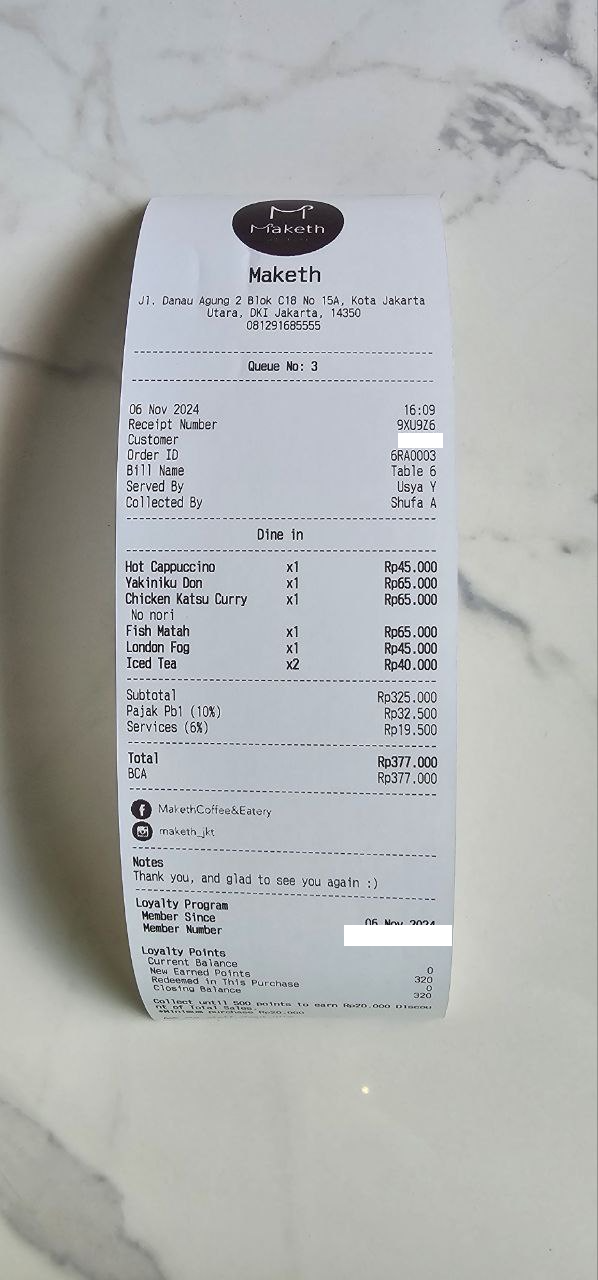 Maketh
Maketh
Jl. Danau Agung 2 Blok C18 No 15A, Kota Jakarta
Utara, DKI Jakarta, 14350
081291685555
Queue No: 3
06 Nov 2024 16:09
Receipt Number 9XU9Z6
Customer
Order ID 6RA0003
Bill Name Table 6
Served By Usya Y
Collected By Shufa A
Dine in
Hot Cappuccino x1 Rp45.000
Yakiniku Don x1 Rp65.000
Chicken Katsu Curry x1 Rp65.000
No nori
Fish Matah x1 Rp65.000
London Fog x1 Rp45.000
Iced Tea x2 Rp40.000
Subtotal Rp325.000
Pajak Pb1 (10%) Rp32.500
Services (6%) Rp19.500
Total Rp377.000
BCA Rp377.000
MakethCoffee&Eatery
maketh_jkt
Notes
Thank you, and glad to see you again :)
Loyalty Program
Member Since 06 Nov 2024
Member Number
Loyalty Points
Current Balance 0
New Earned Points 320
Redeemed in This Purchase 0
Closing Balance 320
Collect until 500 points to earn Rp20.000 Discou
nt of Total Sales.
*Minimum purchase Rp20.000